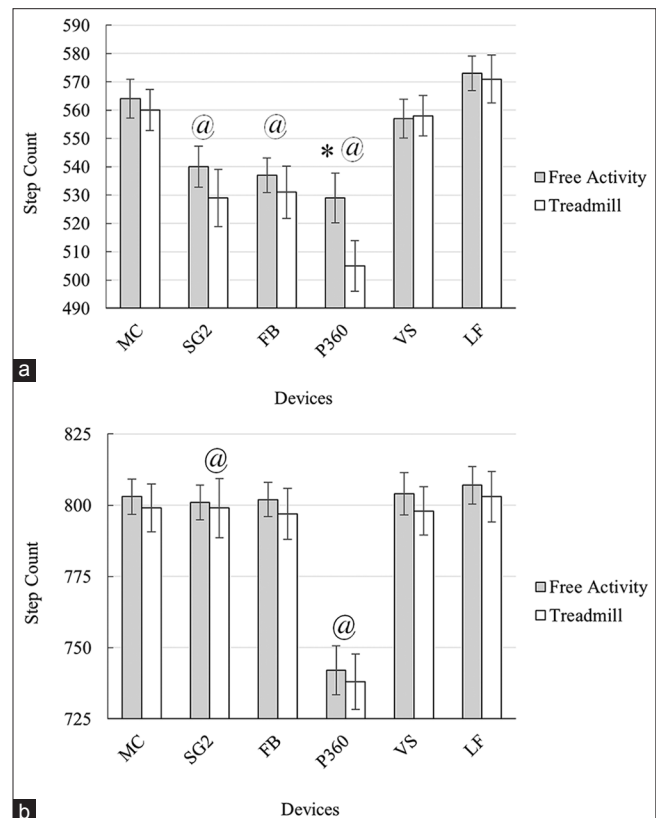 590
580
570
560
550
540
530
520
510
500
490
Step Count
@
@
* @
Free Activity
Treadmill
MC SG2 FB P360 VS LF
Devices
a
825
800
775
750
725
Step Count
@
@
Free Activity
Treadmill
MC SG2 FB P360 VS LF
Devices
b